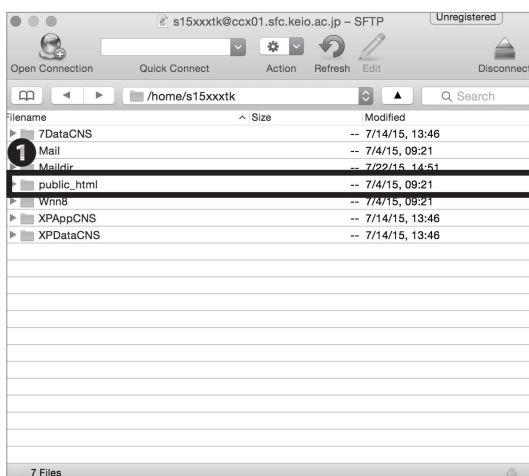 s15xxxtk@ccx01.sfc.keio.ac.jp – SFTP
Unregistered
Open Connection Quick Connect Action Refresh Edit Disconnect
/home/s15xxxtk Search
Filename Size Modified
7DataCNS -- 7/14/15, 13:46
1
Mail -- 7/4/15, 09:21
Maildir -- 7/22/15, 14:51
public_html -- 7/4/15, 09:21
Wnn8 -- 7/4/15, 09:21
XPAppCNS -- 7/14/15, 13:46
XPDataCNS -- 7/14/15, 13:46
7 Files